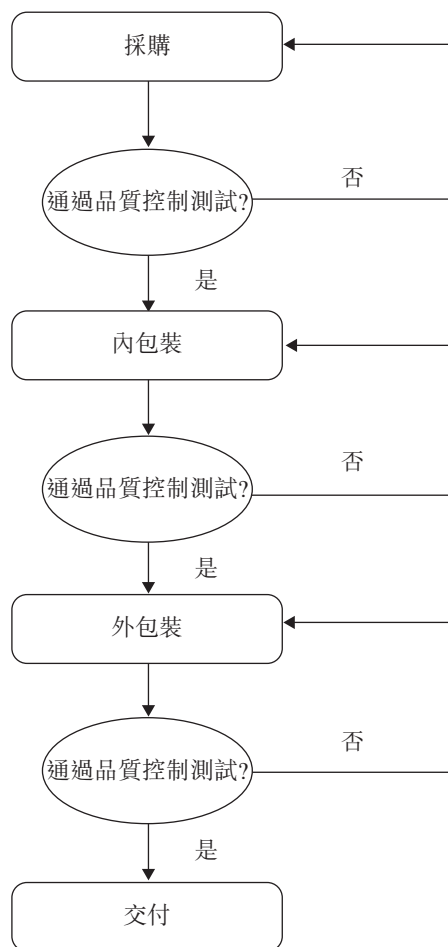 採購
通過品質控制測試?
否
是
內包裝
通過品質控制測試?
否
是
外包裝
通過品質控制測試?
否
是
交付